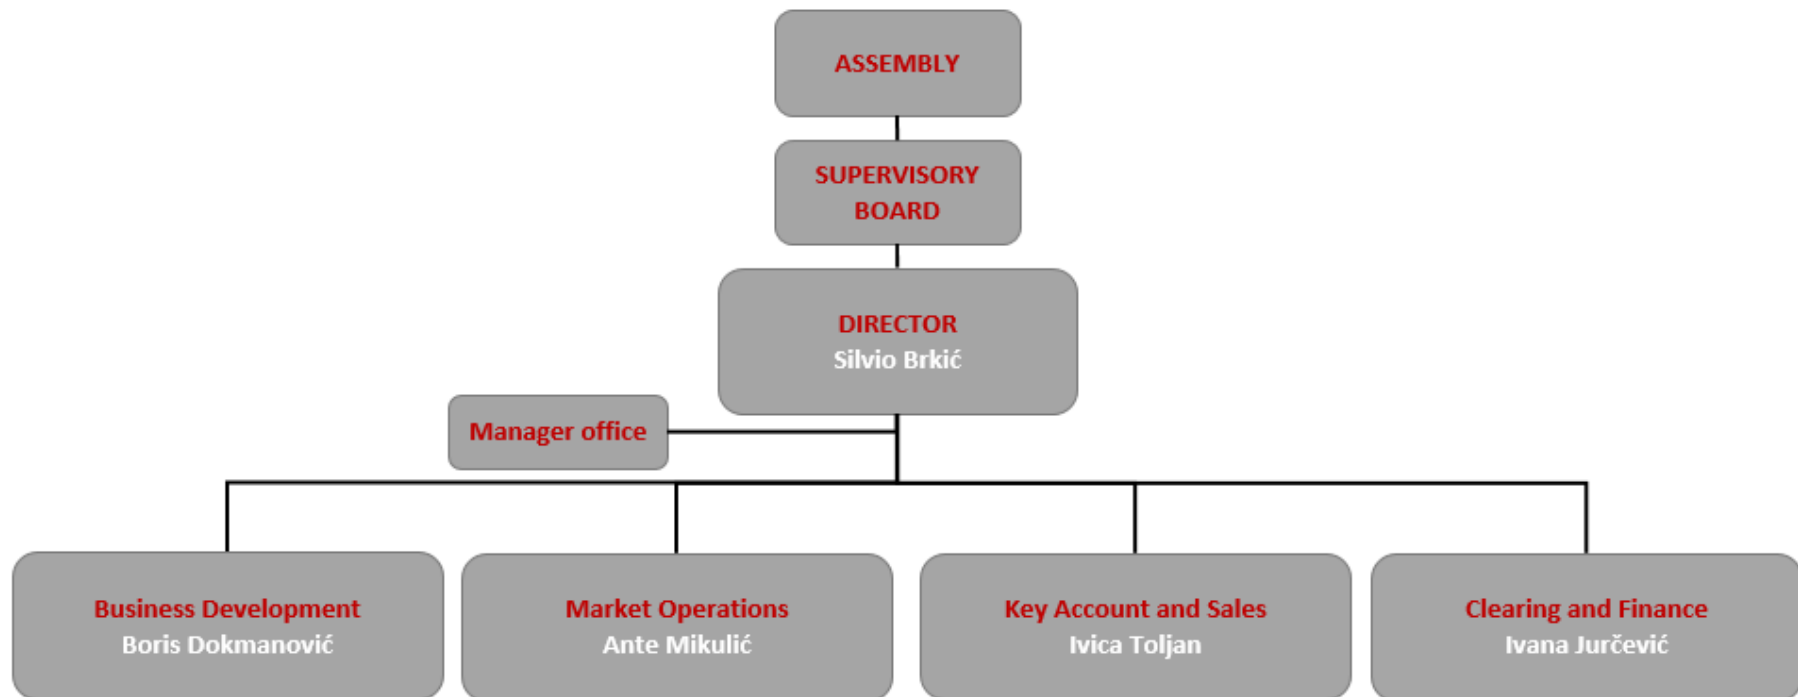 ASSEMBLY
SUPERVISORY
BOARD
DIRECTOR
Silvio Brkić
Manager office
Business Development
Boris Dokmanović
Market Operations
Ante Mikulić
Key Account and Sales
Ivica Toljan
Clearing and Finance
Ivana Jurčević